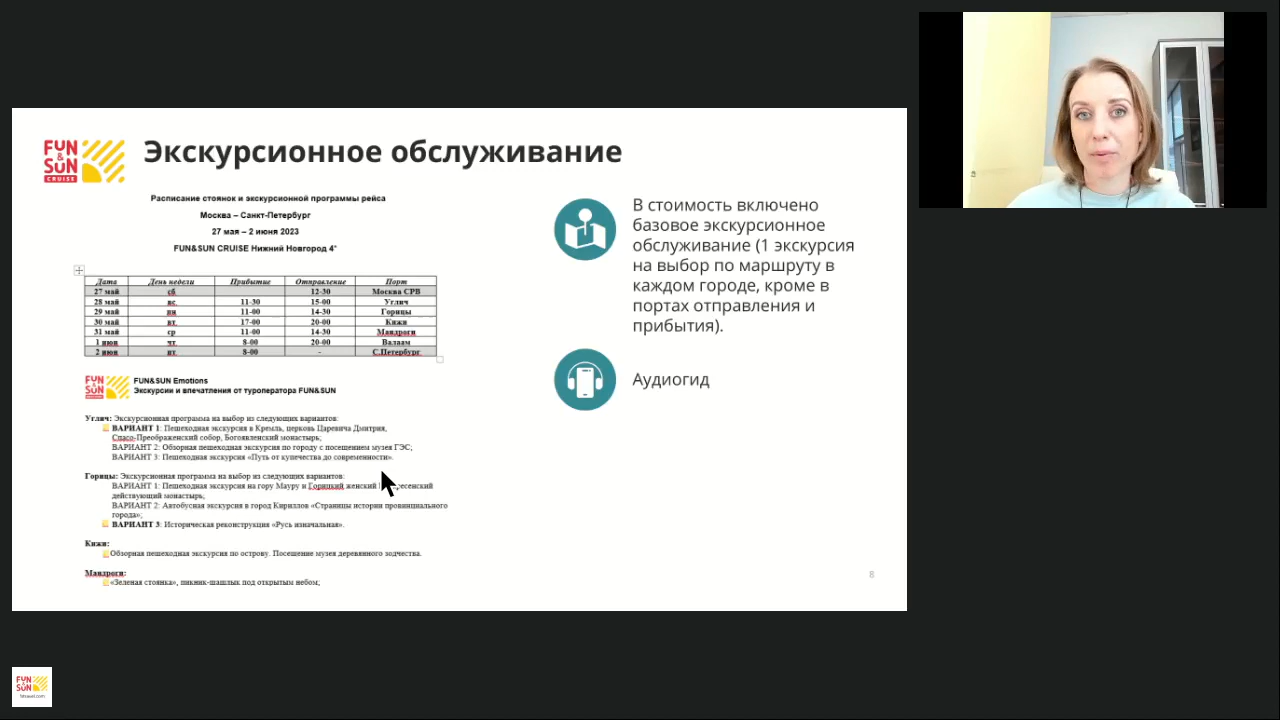 FUN
&
SUN
CRUISE
Экскурсионное обслуживание
Расписание стоянок и экскурсионной программы рейса
Москва – Санкт-Петербург
27 мая – 2 июня 2023
FUN&SUN CRUISE Нижний Новгород 4*
Дата День недели Прибытие Отправление Порт
27 май сб 12-30 Москва СРВ
28 май вс 11-30 15-00 Углич
29 май пн 11-00 14-30 Горицы
30 май вт 17-00 20-00 Кижи
31 май ср 11-00 14-30 Мандроги
1 июн чт 8-00 20-00 Валаам
2 июн пт 8-00 - С.Петербург
FUN
&
SUN
FUN&SUN Emotions
Экскурсии и впечатления от туроператора FUN&SUN
Углич: Экскурсионная программа на выбор из следующих вариантов:
ВАРИАНТ 1: Пешеходная экскурсия в Кремль, церковь Царевича Дмитрия,
Спасо-Преображенский собор, Богоявленский монастырь;
ВАРИАНТ 2: Обзорная пешеходная экскурсия по городу с посещением музея ГЭС;
ВАРИАНТ 3: Пешеходная экскурсия «Путь от купечества до современности».
Горицы: Экскурсионная программа на выбор из следующих вариантов:
ВАРИАНТ 1: Пешеходная экскурсия на гору Мауру и Горицкий женский
действующий монастырь;
ВАРИАНТ 2: Автобусная экскурсия в город Кириллов «Страницы истории провинциального
города»;
ВАРИАНТ 3: Историческая реконструкция «Русь изначальная».
Кижи:
Обзорная пешеходная экскурсия по острову. Посещение музея деревянного зодчества.
Мандроги:
«Зеленая стоянка», пикник-шашлык под открытым небом;
В стоимость включено
базовое экскурсионное
обслуживание (1 экскурсия
на выбор по маршруту в
каждом городе, кроме в
портах отправления и
прибытия).
Аудиогид
8
FUN
&
SUN